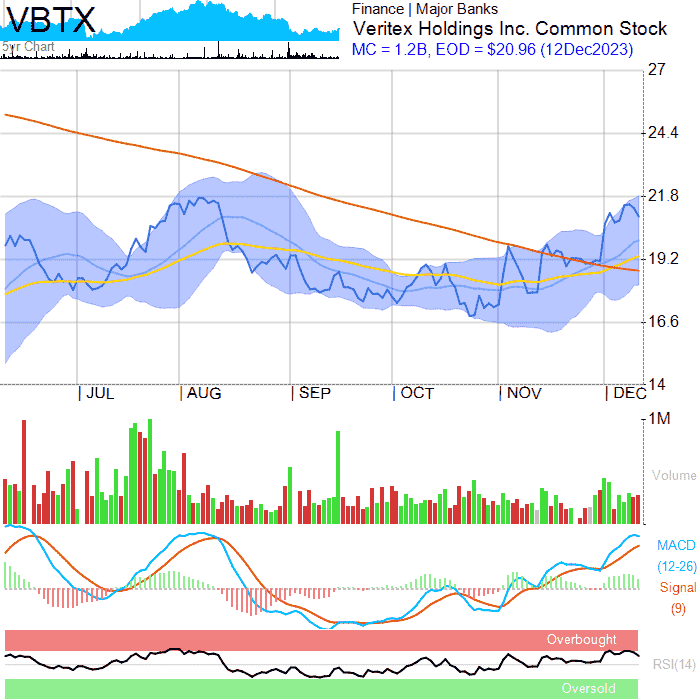 VBTX
5yr Chart
Finance | Major Banks
Veritex Holdings Inc. Common Stock
MC = 1.2B, EOD = $20.96 (12Dec2023)
27
24.4
21.8
19.2
16.6
14
| JUL | AUG | SEP | OCT | NOV | DEC
1M
Volume
MACD
(12-26)
Signal
(9)
Overbought
RSI(14)
Oversold